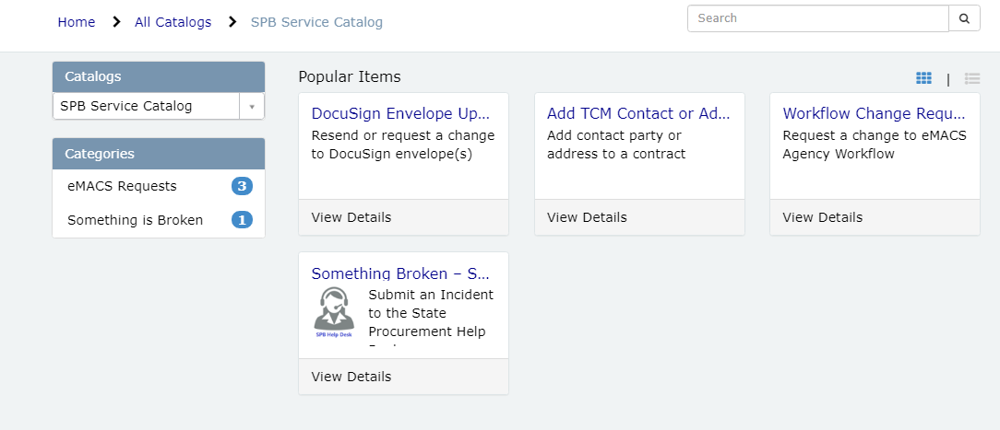 Home > All Catalogs > SPB Service Catalog
Search
Catalogs
SPB Service Catalog
Categories
eMACS Requests 3
Something is Broken 1
Popular Items
|
DocuSign Envelope Up...
Resend or request a change
to DocuSign envelope(s)
View Details
Add TCM Contact or Ad...
Add contact party or
address to a contract
View Details
Workflow Change Requ...
Request a change to eMACS
Agency Workflow
View Details
Something Broken – S...
SPB Help Desk
Submit an Incident
to the State
Procurement Help
View Details